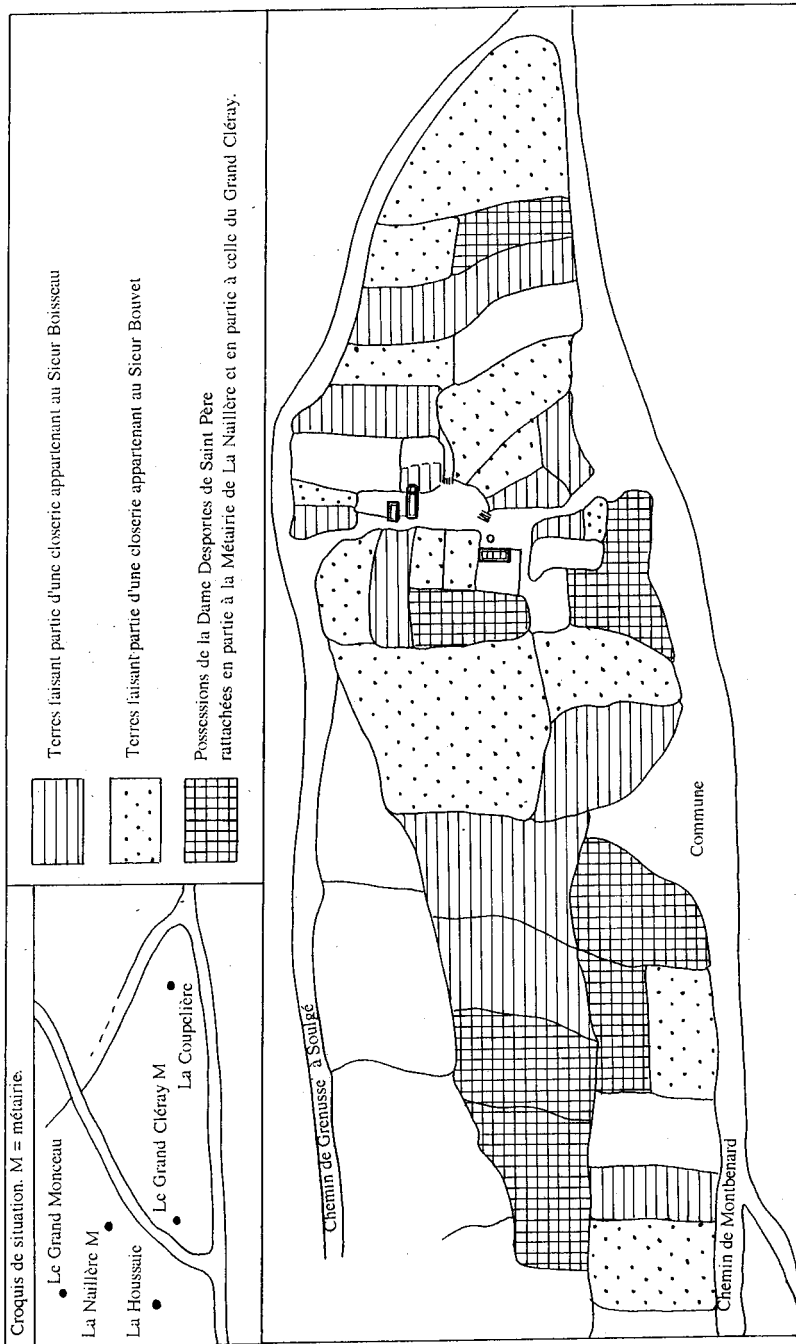 Croquis de situation. M = métairie.
Le Grand Monceau
La Naillère M
La Houssaie
Le Grand Cléray M
La Coupelière
Terres faisant partie d'une closerie appartenant au Sieur Boisseau
Terres faisant partie d'une closerie appartenant au Sieur Bouvet
Possessions de la Dame Desportes de Saint Père
rattachées en partie à la Métairie de La Naillère et en partie à celle du Grand Cléray.
Chemin de Grenusse à Soulgé
Commune
Chemin de Montbenard